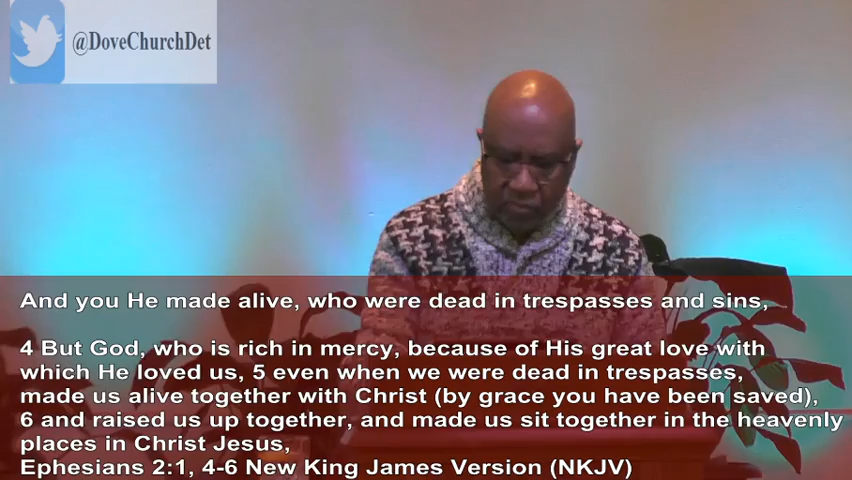 @DoveChurchDet
And you He made alive, who were dead in trespasses and sins,
4 But God, who is rich in mercy, because of His great love with
which He loved us, 5 even when we were dead in trespasses,
made us alive together with Christ (by grace you have been saved),
6 and raised us up together, and made us sit together in the heavenly
places in Christ Jesus,
Ephesians 2:1, 4-6 New King James Version (NKJV)